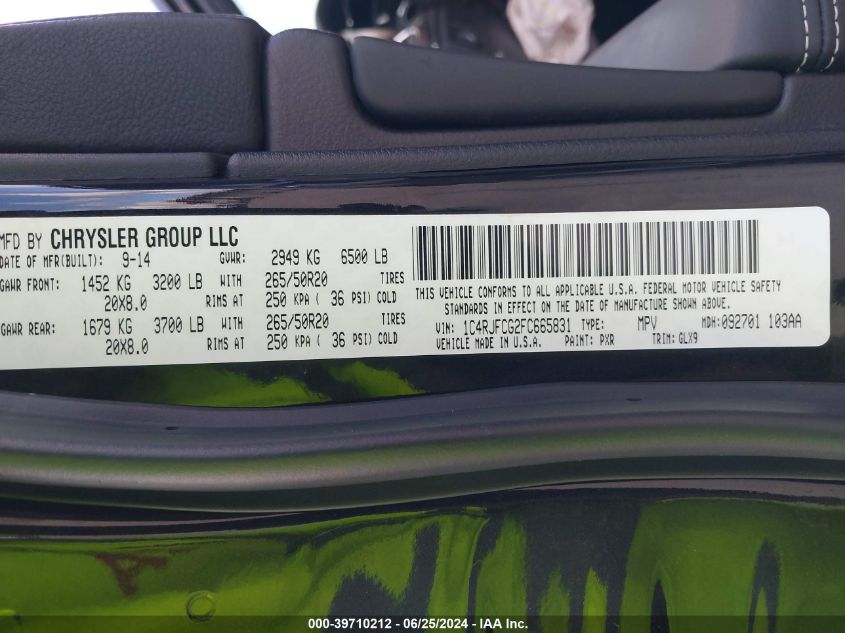 MFD BY CHRYSLER GROUP LLC
DATE OF MFR(BUILT): 9-14 GVWR: 2949 KG 6500 LB
GAWR FRONT: 1452 KG 3200 LB WITH 265/50R20 TIRES
20X8.0 RIMS AT 250 KPA ( 36 PSI) COLD
GAWR REAR: 1679 KG 3700 LB WITH 265/50R20 TIRES
20X8.0 RIMS AT 250 KPA ( 36 PSI) COLD
THIS VEHICLE CONFORMS TO ALL APPLICABLE U.S.A. FEDERAL MOTOR VEHICLE SAFETY
STANDARDS IN EFFECT ON THE DATE OF MANUFACTURE SHOWN ABOVE.
VIN: 1C4RJFCG2FC665831 TYPE: MPV MDH:092701 103AA
VEHICLE MADE IN U.S.A. PAINT: PXR TRIM: GLX9
000-39710212 - 06/25/2024 - IAA Inc.